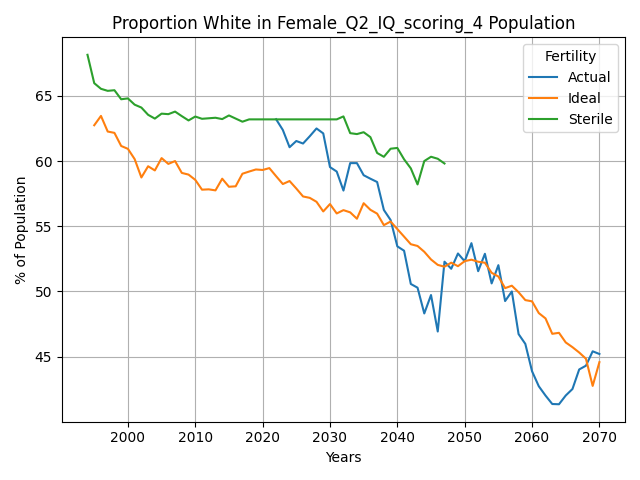 Proportion White in Female_Q2_IQ_scoring_4 Population
Fertility
Actual
Ideal
Sterile
% of Population
65
60
55
50
45
2000 2010 2020 2030 2040 2050 2060 2070
Years